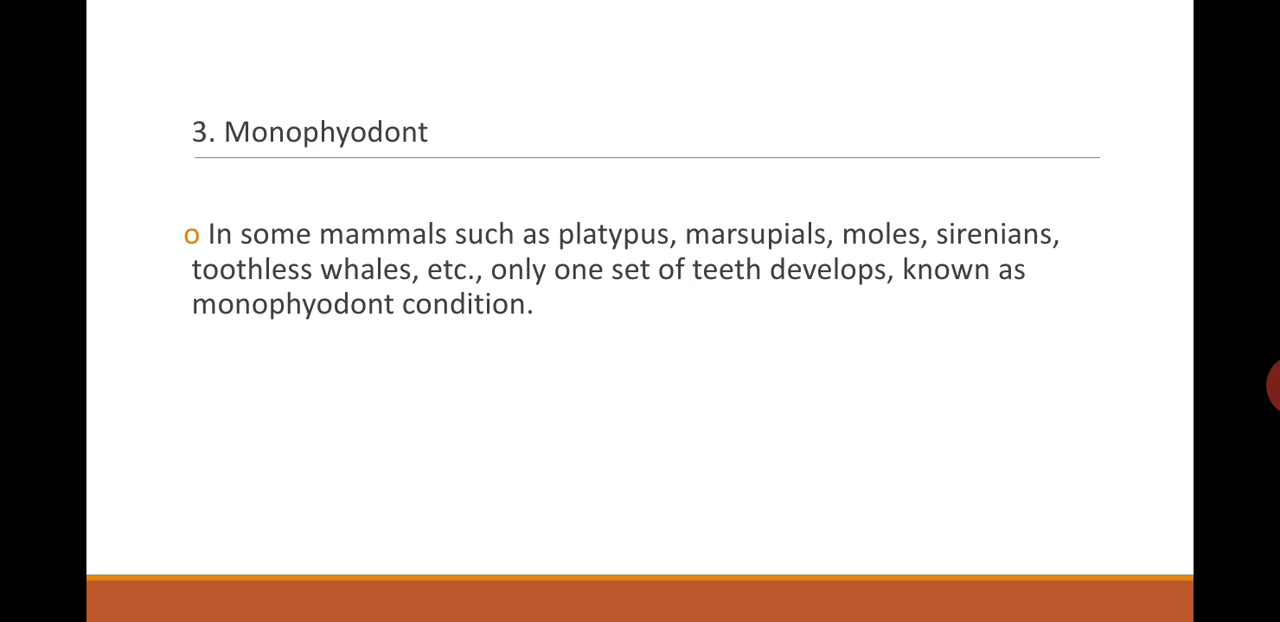 3. Monophyodont
o In some mammals such as platypus, marsupials, moles, sirenians,
toothless whales, etc., only one set of teeth develops, known as
monophyodont condition.